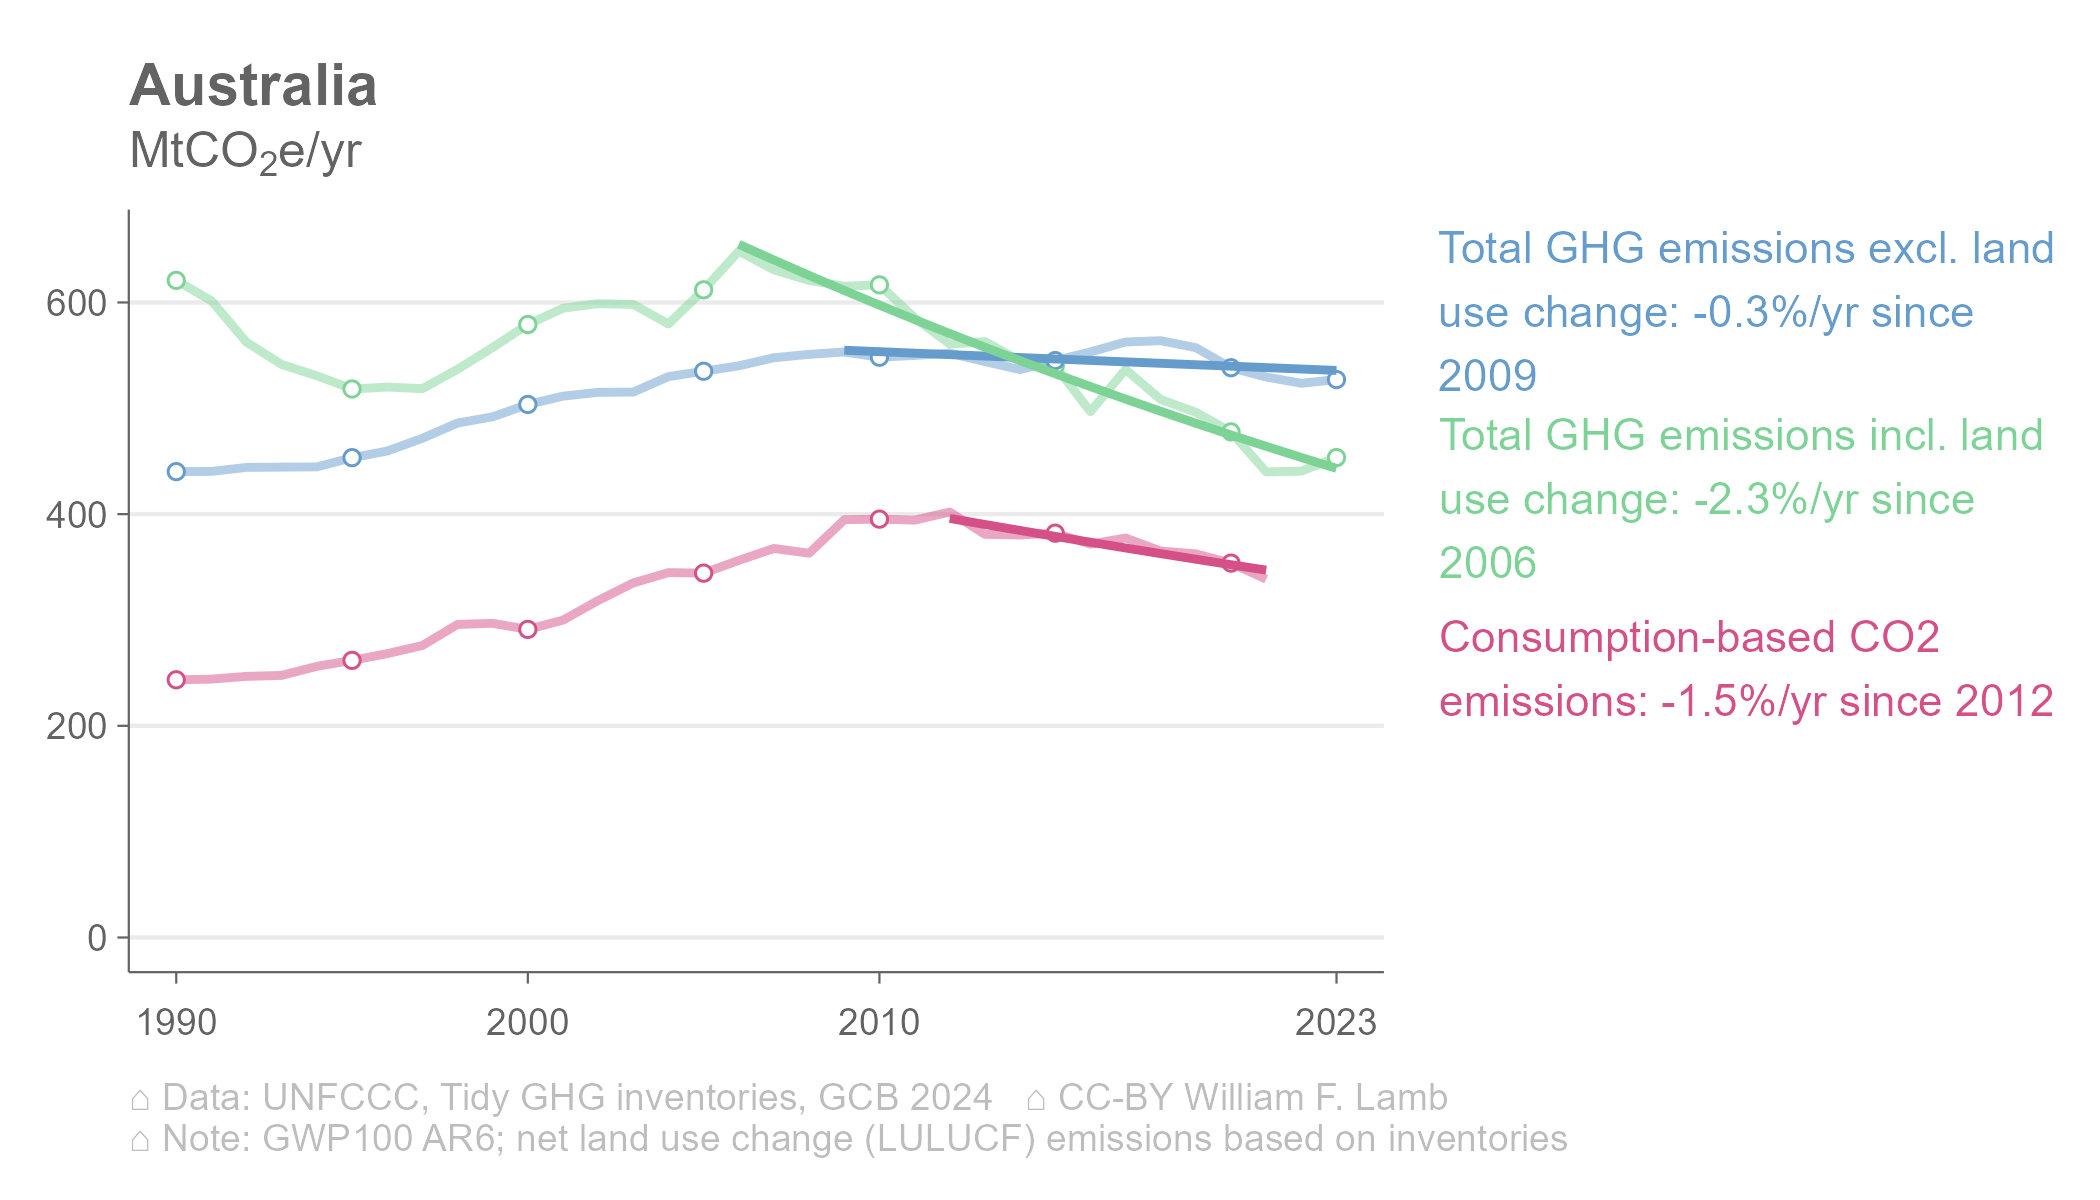 Australia
MtCO₂e/yr
Total GHG emissions excl. land
use change: -0.3%/yr since
2009
Total GHG emissions incl. land
use change: -2.3%/yr since
2006
Consumption-based CO2
emissions: -1.5%/yr since 2012
600
400
200
0
1990 2000 2010 2023
⌂ Data: UNFCCC, Tidy GHG inventories, GCB 2024 ⌂ CC-BY William F. Lamb
⌂ Note: GWP100 AR6; net land use change (LULUCF) emissions based on inventories